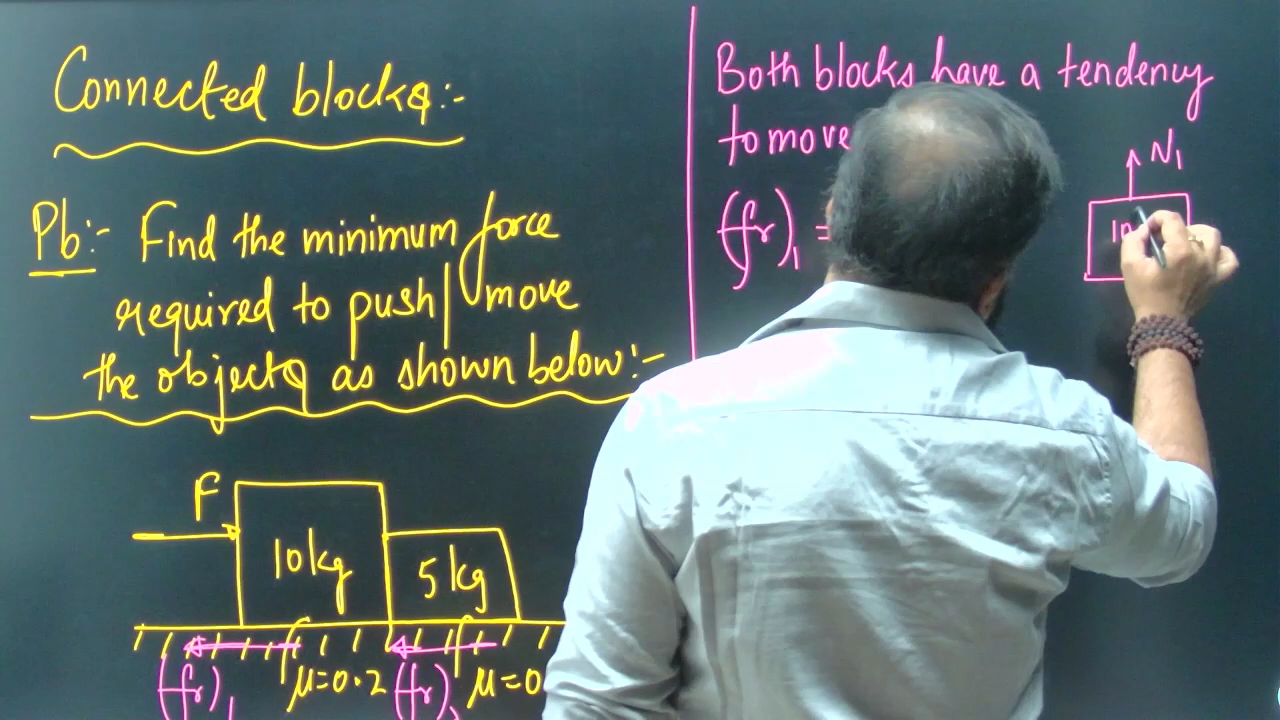 Connected blocks:-
Pb:- Find the minimum force
required to push/move
the objects as shown below:-
F
10kg
5kg
(fr)₁ μ=0.2 (fr)₂ μ=0
Both blocks have a tendency
to move
N₁
(fr)₁ =